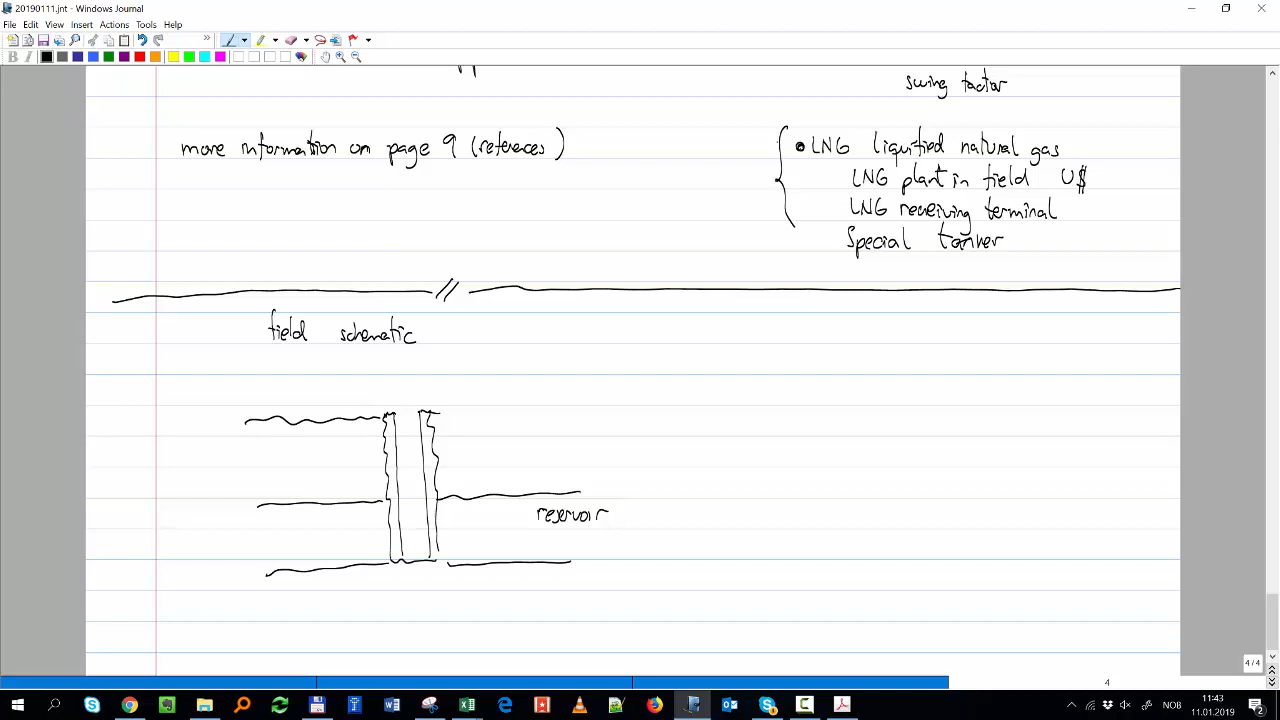 20190111.jnt - Windows Journal
File Edit View Insert Actions Tools Help
swing factor
more information on page 9 (references)
• LNG liquified natural gas
LNG plant in field U$
LNG receiving terminal
Special tanker
field schematic
reservoir
4/4
4
11:43
NOB
11.01.2019
2